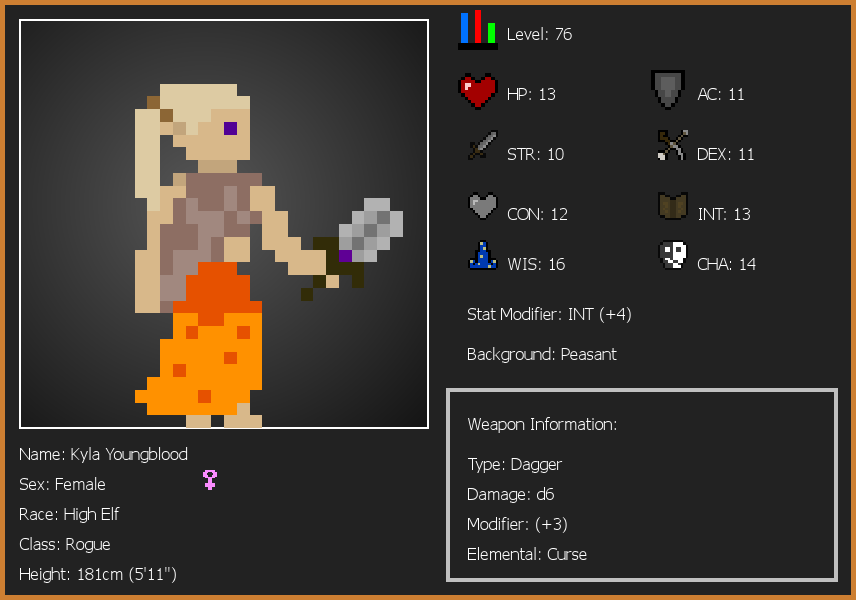 Level: 76
HP: 13
AC: 11
STR: 10
DEX: 11
CON: 12
INT: 13
WIS: 16
CHA: 14
Stat Modifier: INT (+4)
Background: Peasant
Weapon Information:
Type: Dagger
Damage: d6
Modifier: (+3)
Elemental: Curse
Name: Kyla Youngblood
Sex: Female
Race: High Elf
Class: Rogue
Height: 181cm (5'11")